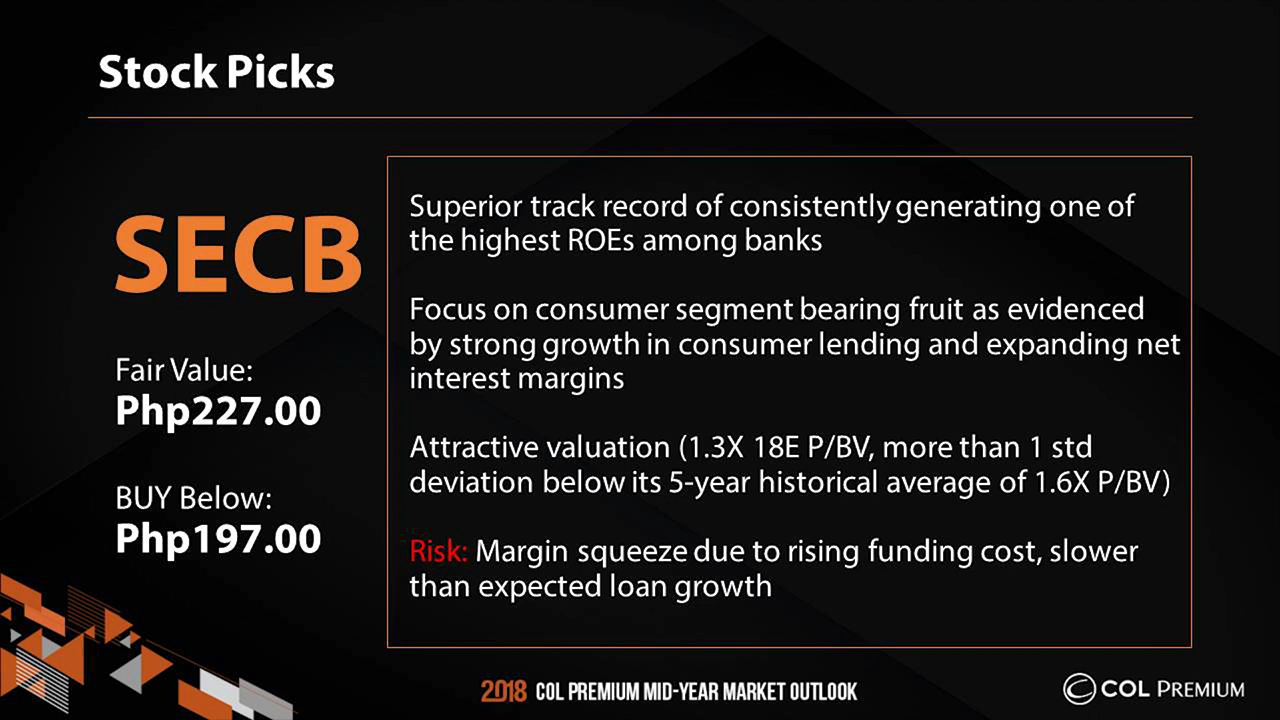 Stock Picks
SECB
Fair Value:
Php227.00
BUY Below:
Php197.00
Superior track record of consistently generating one of
the highest ROEs among banks
Focus on consumer segment bearing fruit as evidenced
by strong growth in consumer lending and expanding net
interest margins
Attractive valuation (1.3X 18E P/BV, more than 1 std
deviation below its 5-year historical average of 1.6X P/BV)
Risk: Margin squeeze due to rising funding cost, slower
than expected loan growth
2018 COL PREMIUM MID-YEAR MARKET OUTLOOK
COL PREMIUM